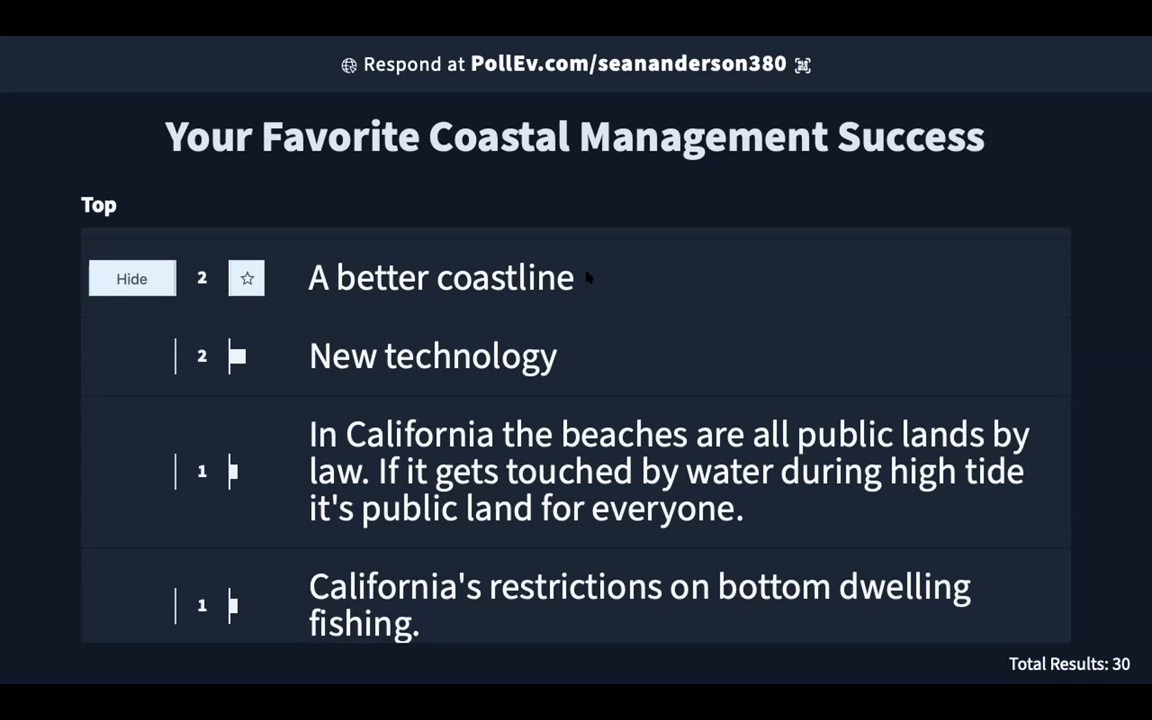 Respond at PollEv.com/seananderson380
Your Favorite Coastal Management Success
Top
Hide 2 A better coastline
2 New technology
1 In California the beaches are all public lands by
law. If it gets touched by water during high tide
it's public land for everyone.
1 California's restrictions on bottom dwelling
fishing.
Total Results: 30